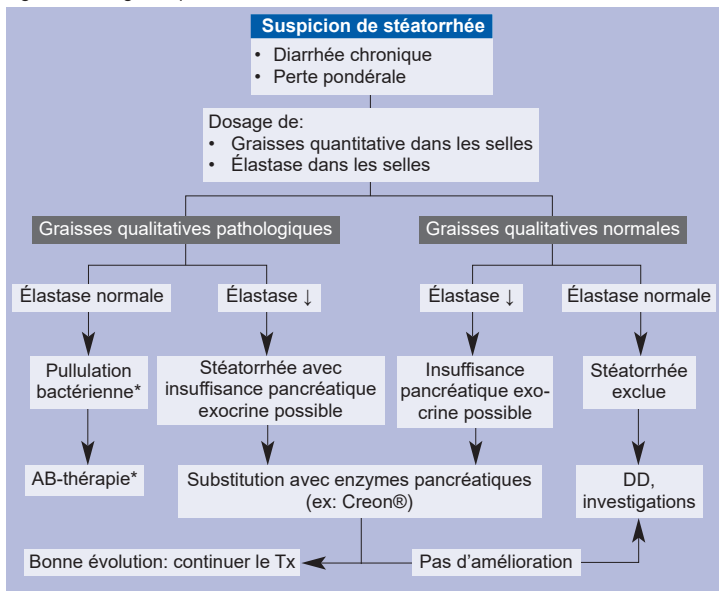 Suspicion de stéatorrhée
• Diarrhée chronique
• Perte pondérale
Dosage de:
• Graisses quantitative dans les selles
• Élastase dans les selles
Graisses qualitatives pathologiques
Graisses qualitatives normales
Élastase normale
Élastase ↓
Élastase ↓
Élastase normale
Pullulation
bactérienne*
Stéatorrhée avec
insuffisance pancréatique
exocrine possible
Insuffisance
pancréatique exo-
crine possible
Stéatorrhée
exclue
AB-thérapie*
Substitution avec enzymes pancréatiques
(ex: Creon®)
DD,
investigations
Bonne évolution: continuer le Tx
Pas d'amélioration